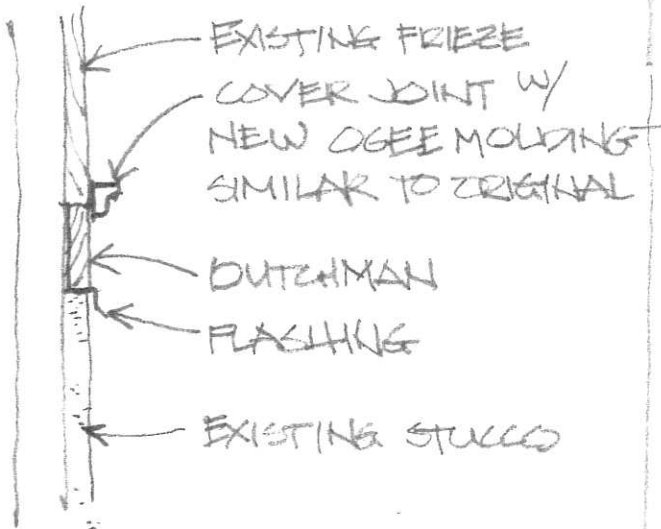 EXISTING FRIEZE
COVER JOINT W/
NEW OGEE MOLDING
SIMILAR TO ORIGINAL
DUTCHMAN
FLASHING
EXISTING STUCCO